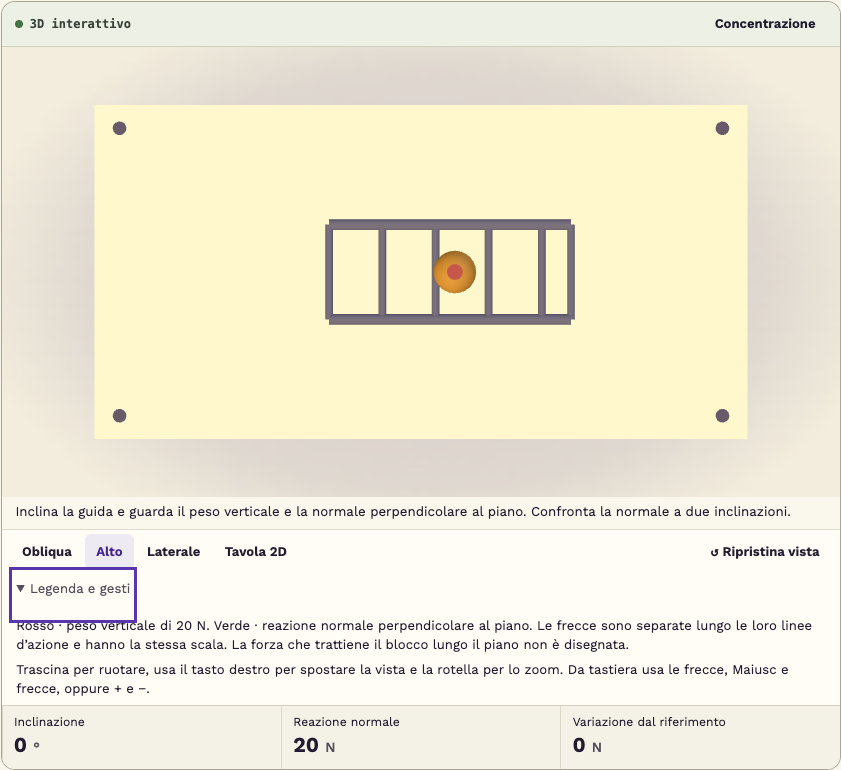 3D interattivo
Concentrazione
Inclina la guida e guarda il peso verticale e la normale perpendicolare al piano. Confronta la normale a due inclinazioni.
Obliqua Alto Laterale Tavola 2D ↺ Ripristina vista
▼ Legenda e gesti
Rosso · peso verticale di 20 N. Verde · reazione normale perpendicolare al piano. Le frecce sono separate lungo le loro linee
d’azione e hanno la stessa scala. La forza che trattiene il blocco lungo il piano non è disegnata.
Trascina per ruotare, usa il tasto destro per spostare la vista e la rotella per lo zoom. Da tastiera usa le frecce, Maiusc e
frecce, oppure + e −.
Inclinazione
0 °
Reazione normale
20 N
Variazione dal riferimento
0 N